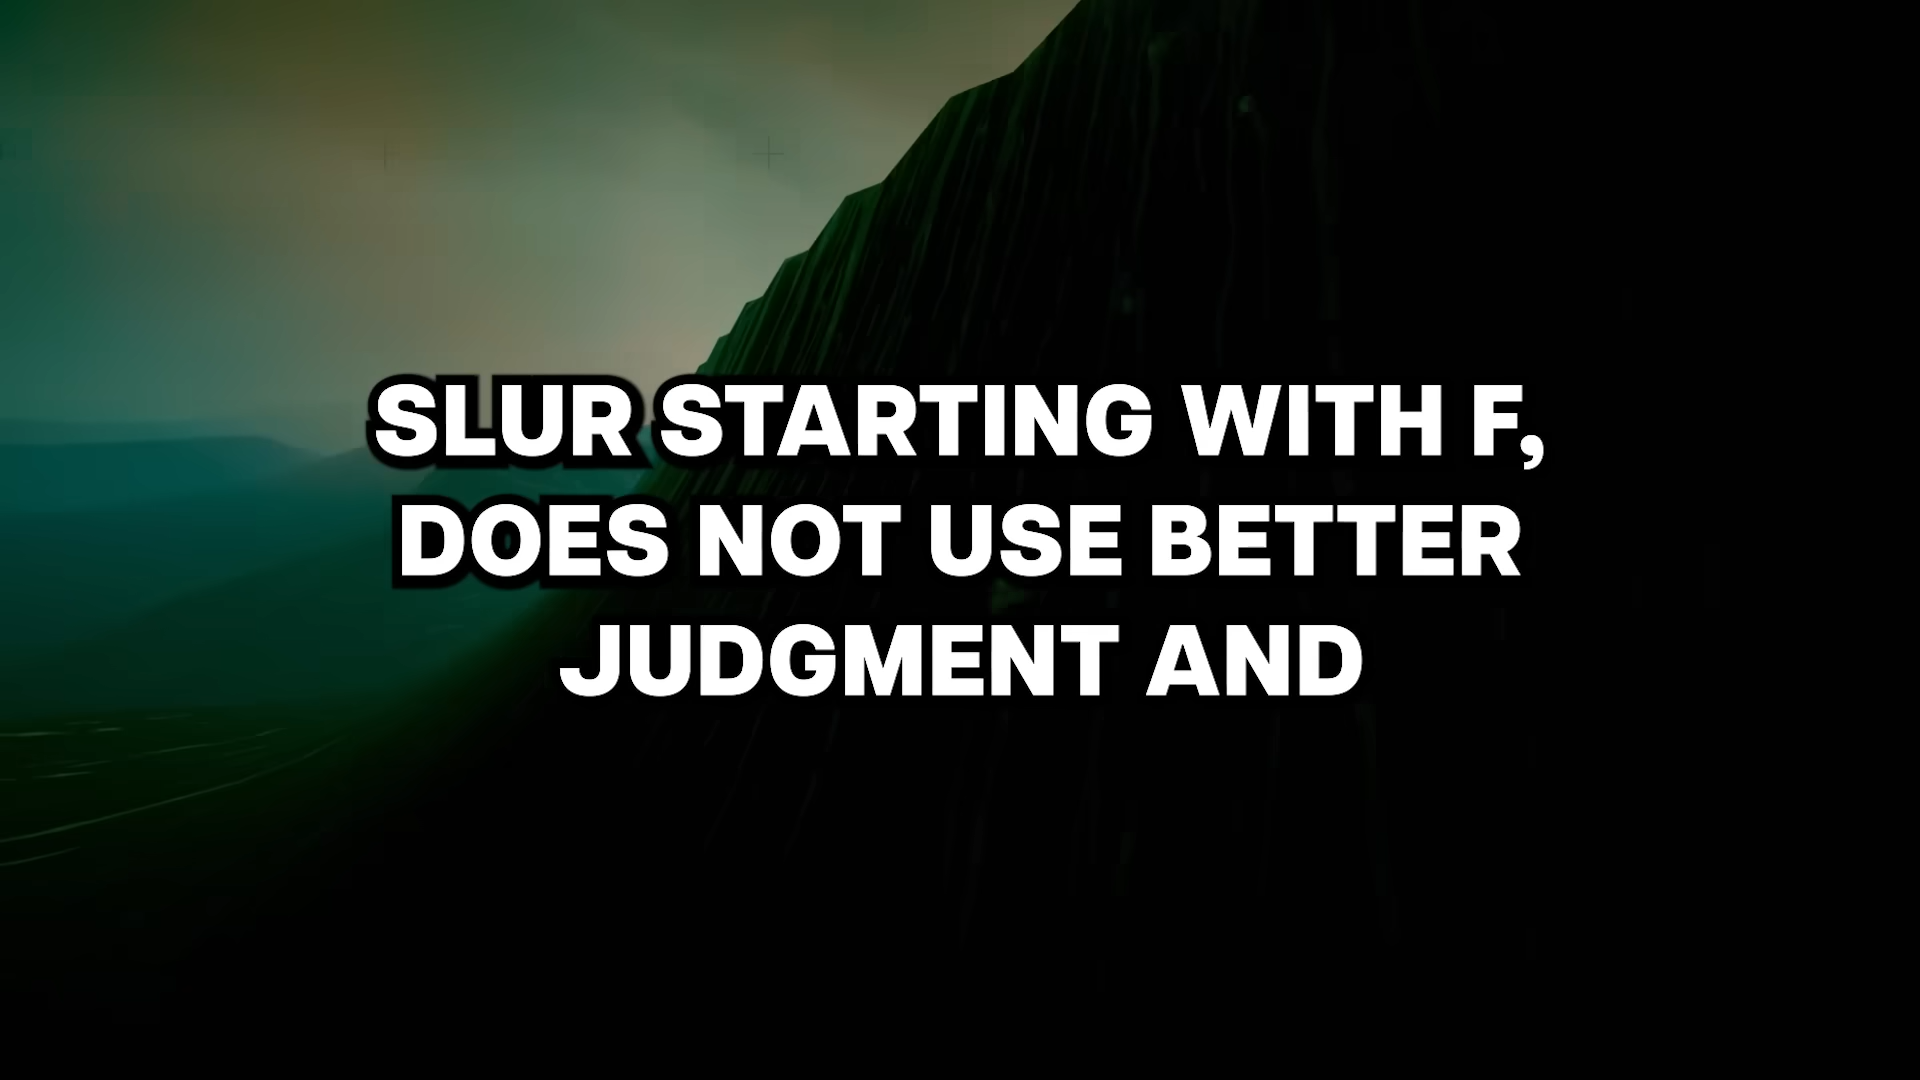 SLUR STARTING WITH F,
DOES NOT USE BETTER
JUDGMENT AND